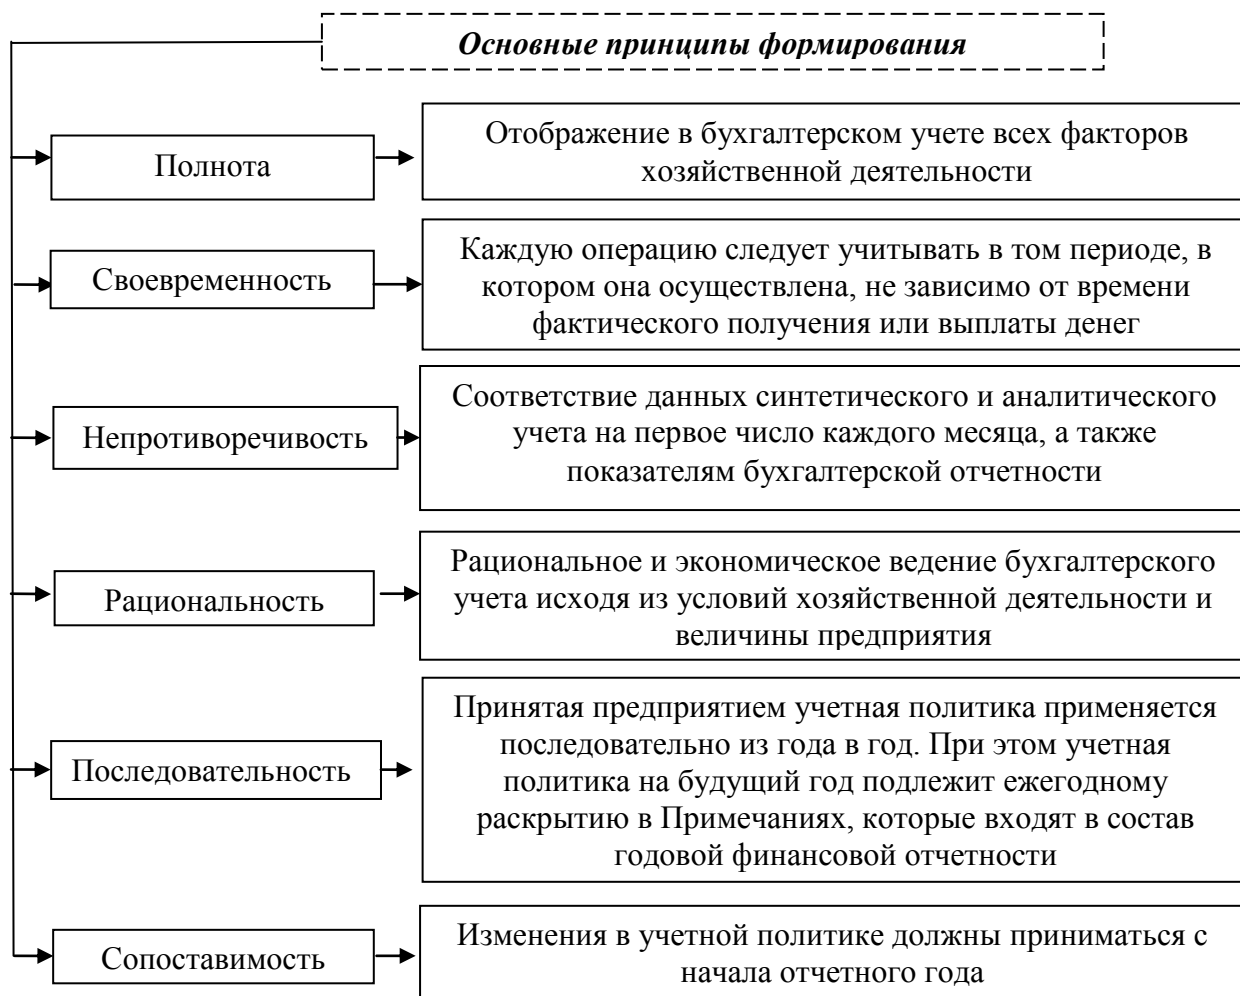 Основные принципы формирования
Полнота
Отображение в бухгалтерском учете всех факторов
хозяйственной деятельности
Своевременность
Каждую операцию следует учитывать в том периоде, в
котором она осуществлена, не зависимо от времени
фактического получения или выплаты денег
Непротиворечивость
Соответствие данных синтетического и аналитического
учета на первое число каждого месяца, а также
показателям бухгалтерской отчетности
Рациональность
Рациональное и экономическое ведение бухгалтерского
учета исходя из условий хозяйственной деятельности и
величины предприятия
Последовательность
Принятая предприятием учетная политика применяется
последовательно из года в год. При этом учетная
политика на будущий год подлежит ежегодному
раскрытию в Примечаниях, которые входят в состав
годовой финансовой отчетности
Сопоставимость
Изменения в учетной политике должны приниматься с
начала отчетного года